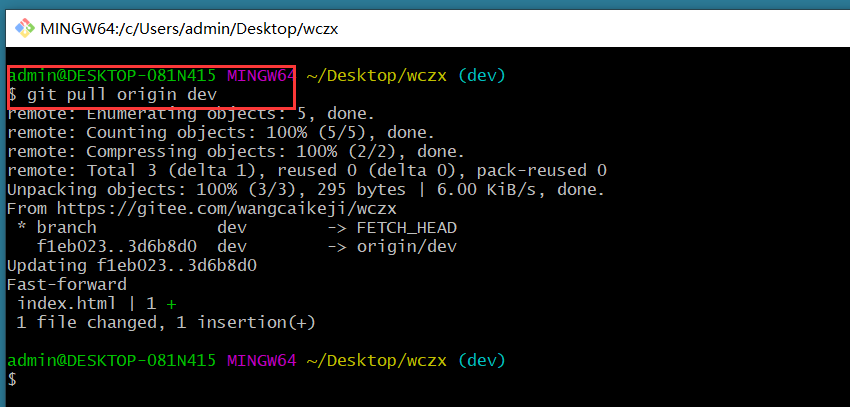 MINGW64:/c/Users/admin/Desktop/wczx
admin@DESKTOP-081N415 MINGW64 ~/Desktop/wczx (dev)
$ git pull origin dev
remote: Enumerating objects: 5, done.
remote: Counting objects: 100% (5/5), done.
remote: Compressing objects: 100% (2/2), done.
remote: Total 3 (delta 1), reused 0 (delta 0), pack-reused 0
Unpacking objects: 100% (3/3), 295 bytes | 6.00 KiB/s, done.
From https://gitee.com/wangcaikeji/wczx
 * branch            dev        -> FETCH_HEAD
   f1eb023..3d6b8d0  dev        -> origin/dev
Updating f1eb023..3d6b8d0
Fast-forward
 index.html | 1 +
 1 file changed, 1 insertion(+)
admin@DESKTOP-081N415 MINGW64 ~/Desktop/wczx (dev)
$